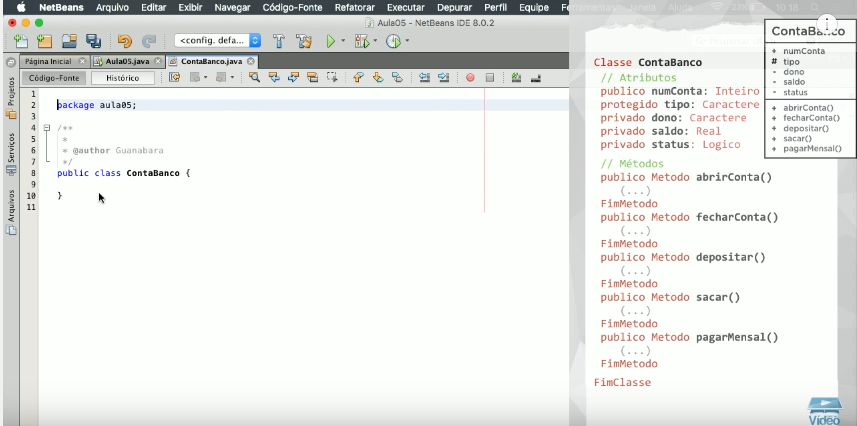 NetBeans Arquivo Editar Exibir Navegar Código-Fonte Refatorar Executar Depurar Perfil Equipe Ferramentas Janela Ajuda
Aula05 - NetBeans IDE 8.0.2
<config. defa...
Página Inicial Aula05.java ContaBanco.java
Código-Fonte Histórico
Projetos
Serviços
Arquivos
1
2 package aula05;
3
4 /**
5 *
6 * @author Guanabara
7 */
8 public class ContaBanco {
9
10 }
11
Classe ContaBanco
// Atributos
publico numConta: Inteiro
protegido tipo: Caractere
privado dono: Caractere
privado saldo: Real
privado status: Logico
// Métodos
publico Metodo abrirConta()
(...)
FimMetodo
publico Metodo fecharConta()
(...)
FimMetodo
publico Metodo depositar()
(...)
FimMetodo
publico Metodo sacar()
(...)
FimMetodo
publico Metodo pagarMensal()
(...)
FimMetodo
FimClasse
ContaBanco
+ numConta
# tipo
- dono
- saldo
- status
+ abrirConta()
+ fecharConta()
+ depositar()
+ sacar()
+ pagarMensal()
Vídeo